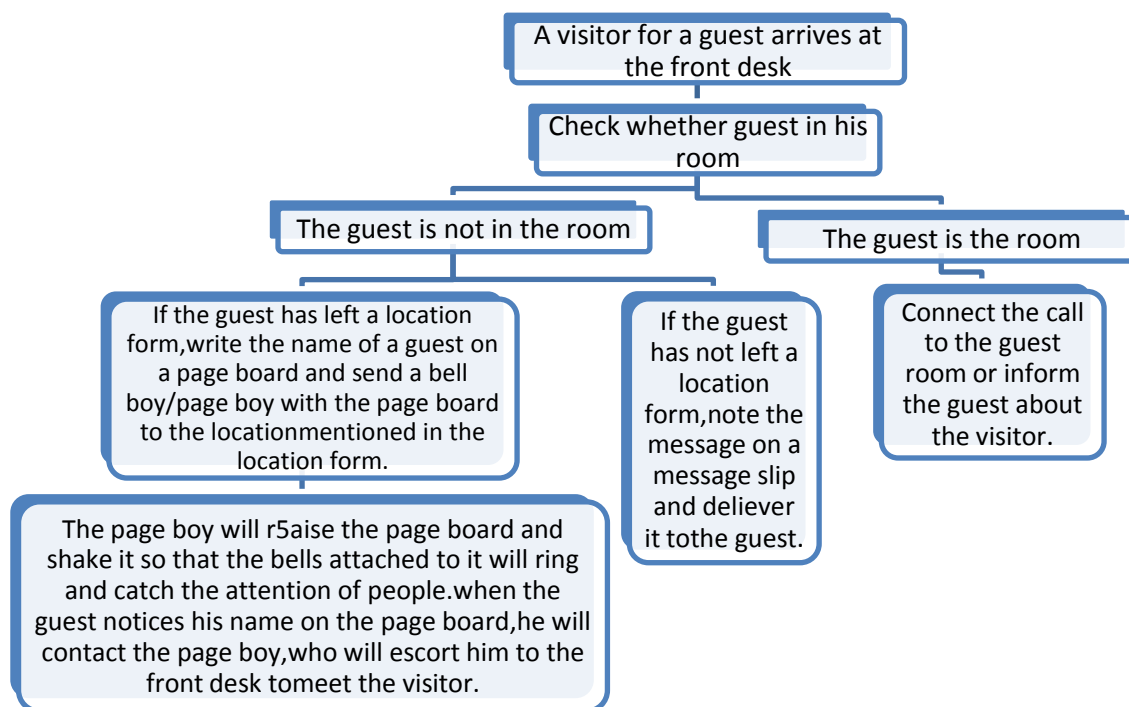 A visitor for a guest arrives at
the front desk
Check whether guest in his
room
The guest is not in the room
The guest is the room
If the guest has left a location
form,write the name of a guest on
a page board and send a bell
boy/page boy with the page board
to the locationmentioned in the
location form.
If the guest
has not left a
location
form,note the
message on a
message slip
and deliever
it tothe guest.
Connect the call
to the guest
room or inform
the guest about
the visitor.
The page boy will r5aise the page board and
shake it so that the bells attached to it will ring
and catch the attention of people.when the
guest notices his name on the page board,he will
contact the page boy,who will escort him to the
front desk tomeet the visitor.